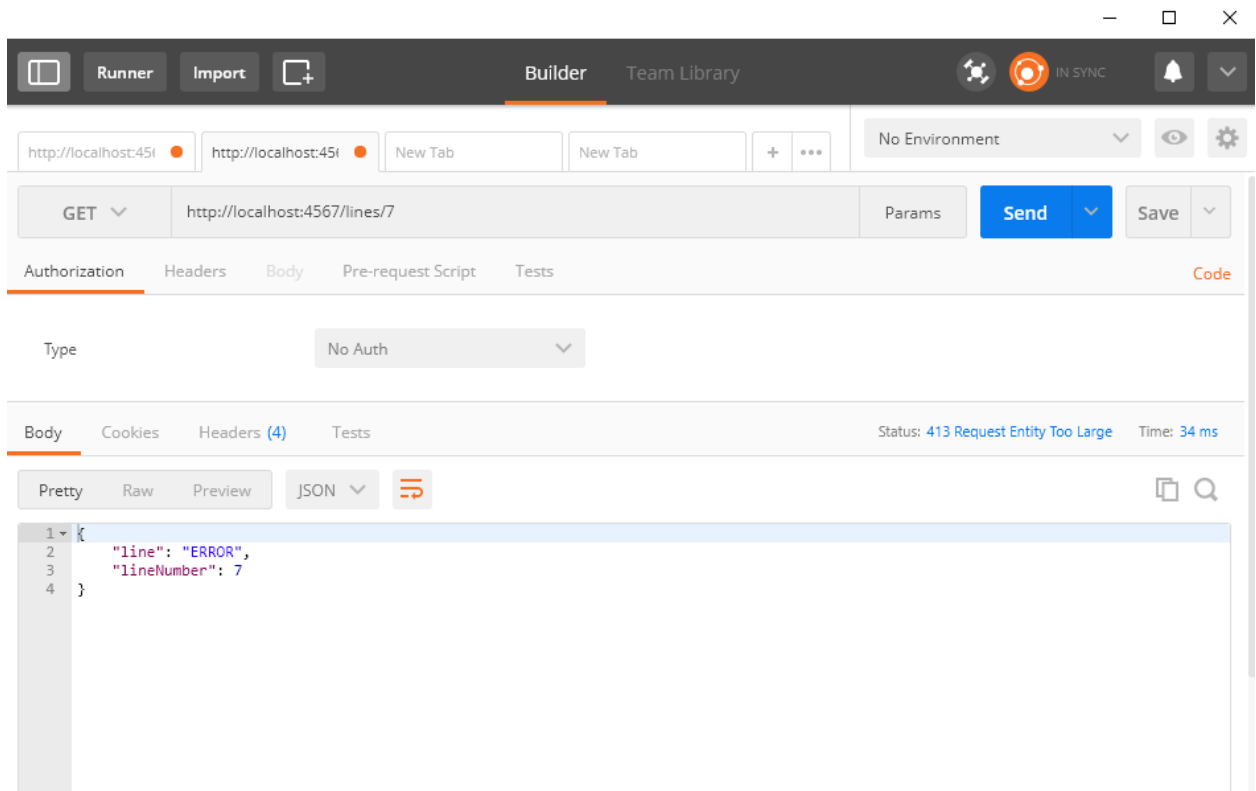 Runner Import Builder Team Library IN SYNC
http://localhost:456 http://localhost:456 New Tab New Tab + ••• No Environment
GET http://localhost:4567/lines/7 Params Send Save
Authorization Headers Body Pre-request Script Tests Code
Type No Auth
Body Cookies Headers (4) Tests Status: 413 Request Entity Too Large Time: 34 ms
Pretty Raw Preview JSON
1 {
2 "line": "ERROR",
3 "lineNumber": 7
4 }